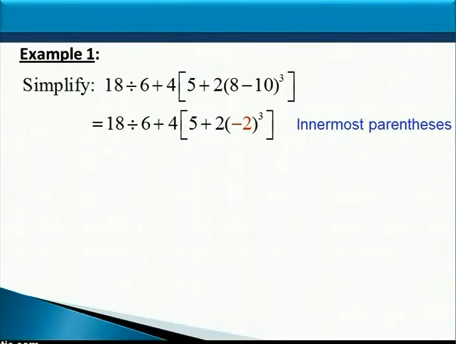 Example 1:
Simplify: 18÷6+4[5+2(8−10)³]
=18÷6+4[5+2(−2)³] Innermost parentheses